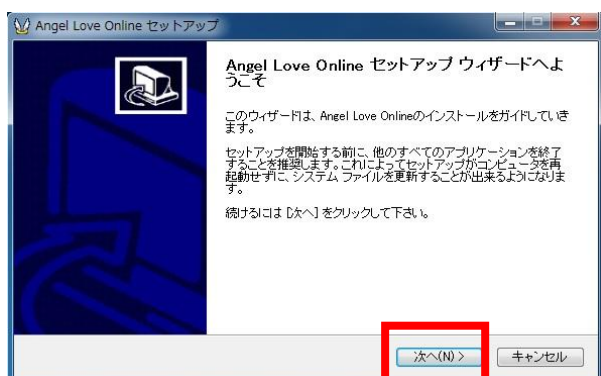 Angel Love Online セットアップ
Angel Love Online セットアップ ウィザードへよ
うこそ
このウィザードは、Angel Love Onlineのインストールをガイドしていき
ます。
セットアップを開始する前に、他のすべてのアプリケーションを終了
することを推奨します。これによってセットアップがコンピュータを再
起動せずに、システム ファイルを更新することが出来るようになりま
す。
続けるには [次へ] をクリックして下さい。
次へ(N) >
キャンセル